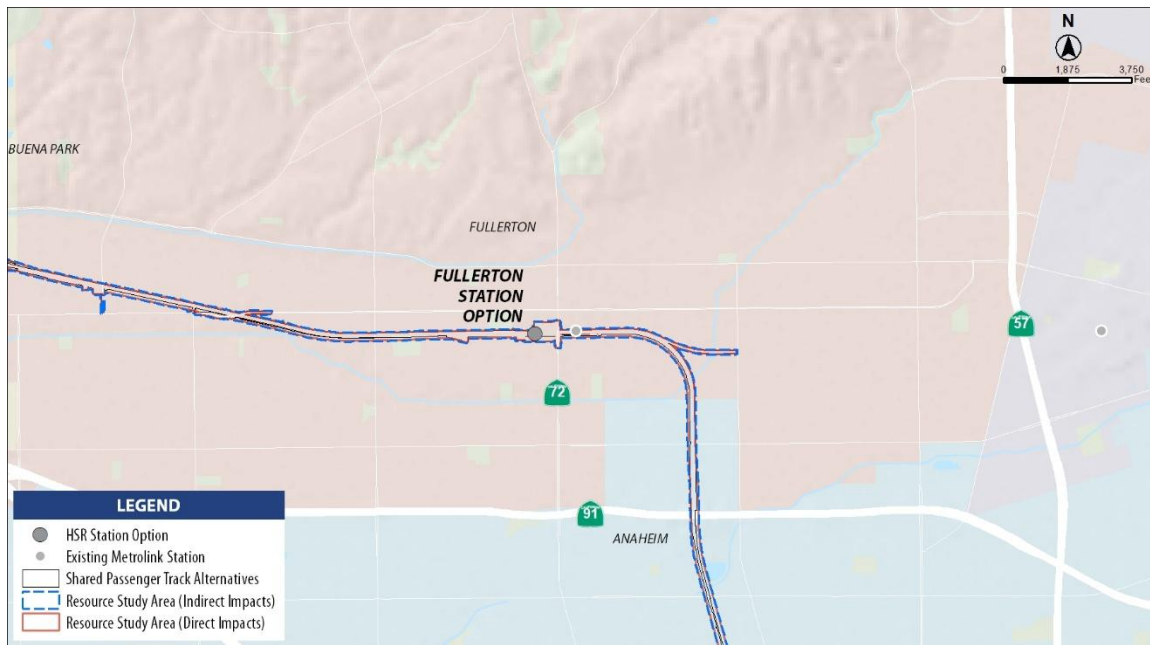 N
0 1,875 3,750
Feet
BUENA PARK
FULLERTON
FULLERTON
STATION
OPTION
57
72
91
ANAHEIM
LEGEND
HSR Station Option
Existing Metrolink Station
Shared Passenger Track Alternatives
Resource Study Area (Indirect Impacts)
Resource Study Area (Direct Impacts)